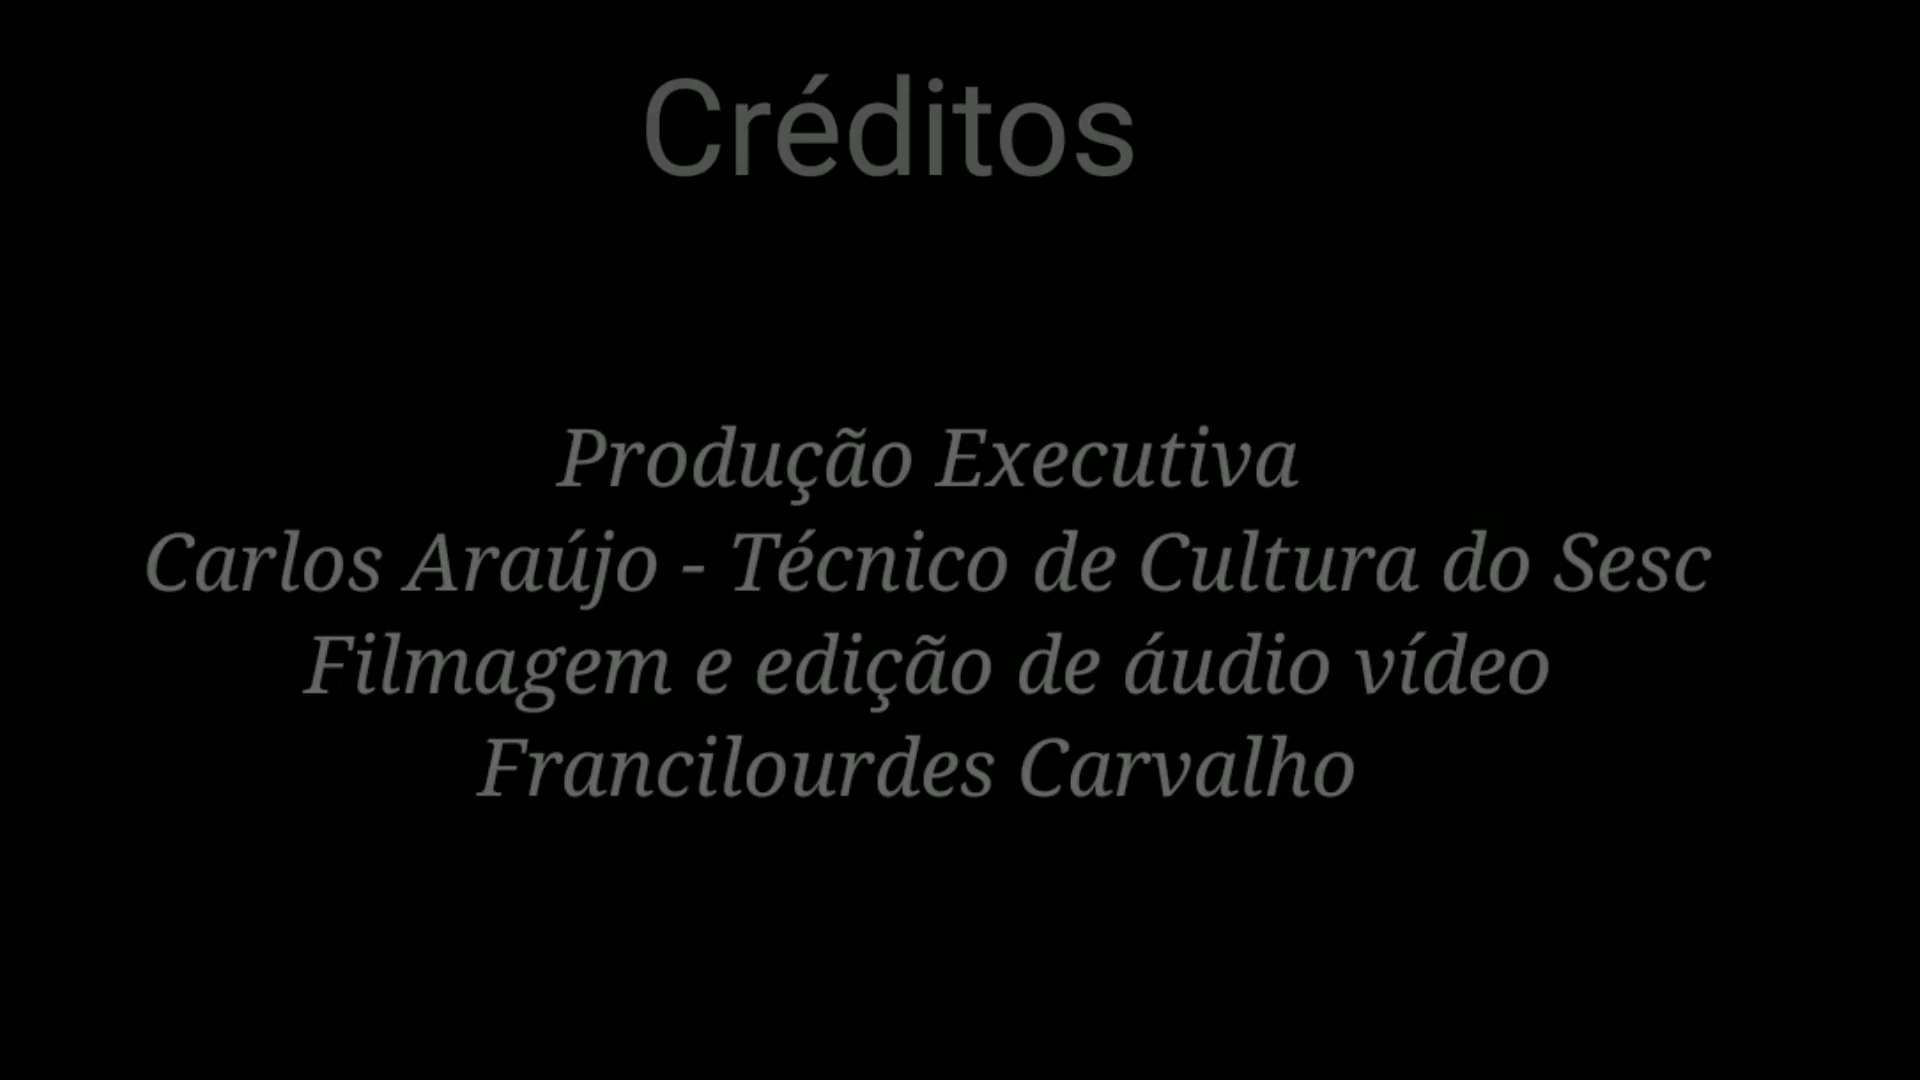 Créditos
Produção Executiva
Carlos Araújo - Técnico de Cultura do Sesc
Filmagem e edição de áudio vídeo
Francilourdes Carvalho